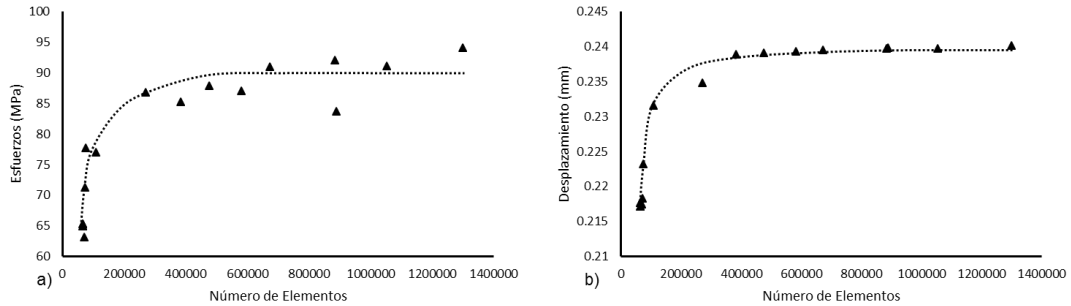 100
95
90
85
80
75
70
65
60
Esfuerzos (MPa)
0 200000 400000 600000 800000 1000000 1200000 1400000
a)
Número de Elementos
0.245
0.24
0.235
0.23
0.225
0.22
0.215
0.21
Desplazamiento (mm)
0 200000 400000 600000 800000 1000000 1200000 1400000
b)
Número de Elementos